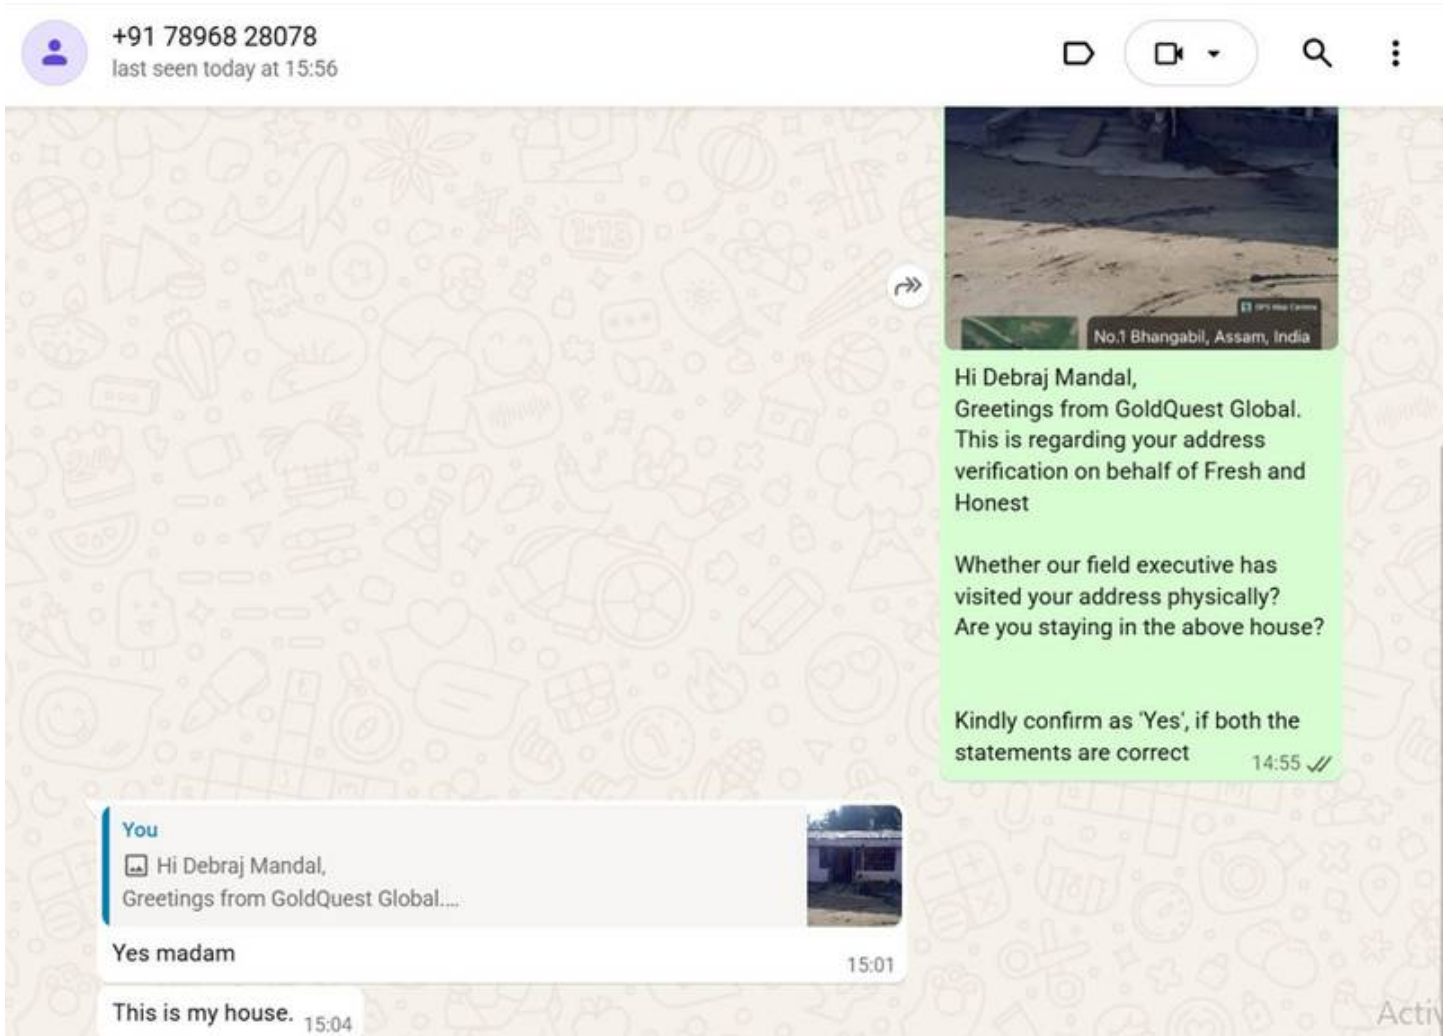 +91 78968 28078
last seen today at 15:56
GPS Map Camera
No.1 Bhangabil, Assam, India
Hi Debraj Mandal,
Greetings from GoldQuest Global.
This is regarding your address
verification on behalf of Fresh and
Honest
Whether our field executive has
visited your address physically?
Are you staying in the above house?
Kindly confirm as 'Yes', if both the
statements are correct
14:55
You
Hi Debraj Mandal,
Greetings from GoldQuest Global....
Yes madam
15:01
This is my house. 15:04
Activ